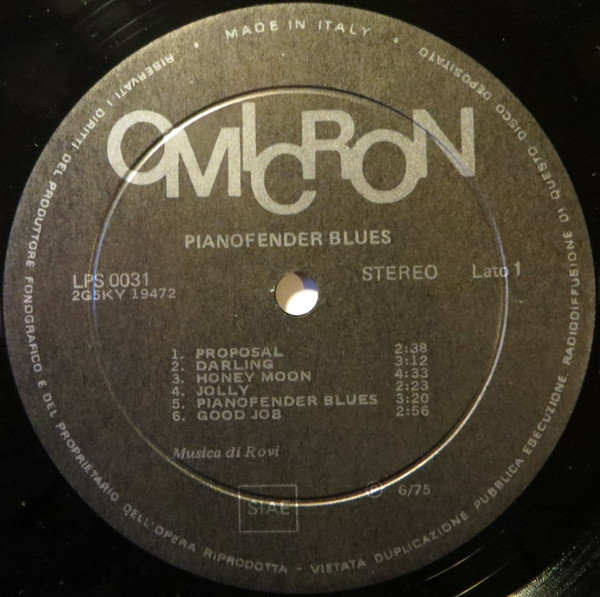 MADE IN ITALY
RISERVATI I DIRITTI DEL PRODUTTORE FONOGRAFICO E DEL PROPRIETARIO DELL'OPERA RIPRODOTTA - VIETATA DUPLICAZIONE PUBBLICA ESECUZIONE, RADIODIFFUSIONE DI QUESTO DISCO DEPOSITATO
OMICRON
PIANOFENDER BLUES
LPS 0031 STEREO Lato 1
2G5KY 19472
1. PROPOSAL 2:38
2. DARLING 3:12
3. HONEY MOON 4:33
4. JOLLY 2:23
5. PIANOFENDER BLUES 3:20
6. GOOD JOB 2:56
Musica di Rovi
SIAE
Ⓟ 6/75